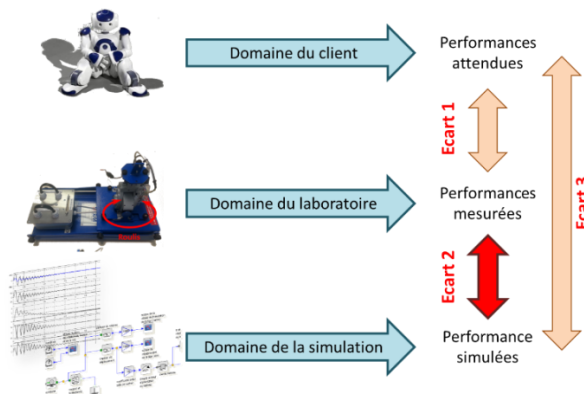 Domaine du client
Performances
attendues
Ecart 1
Ecart 3
Domaine du laboratoire
Performances
mesurées
Ecart 2
Domaine de la simulation
Performance
simulées